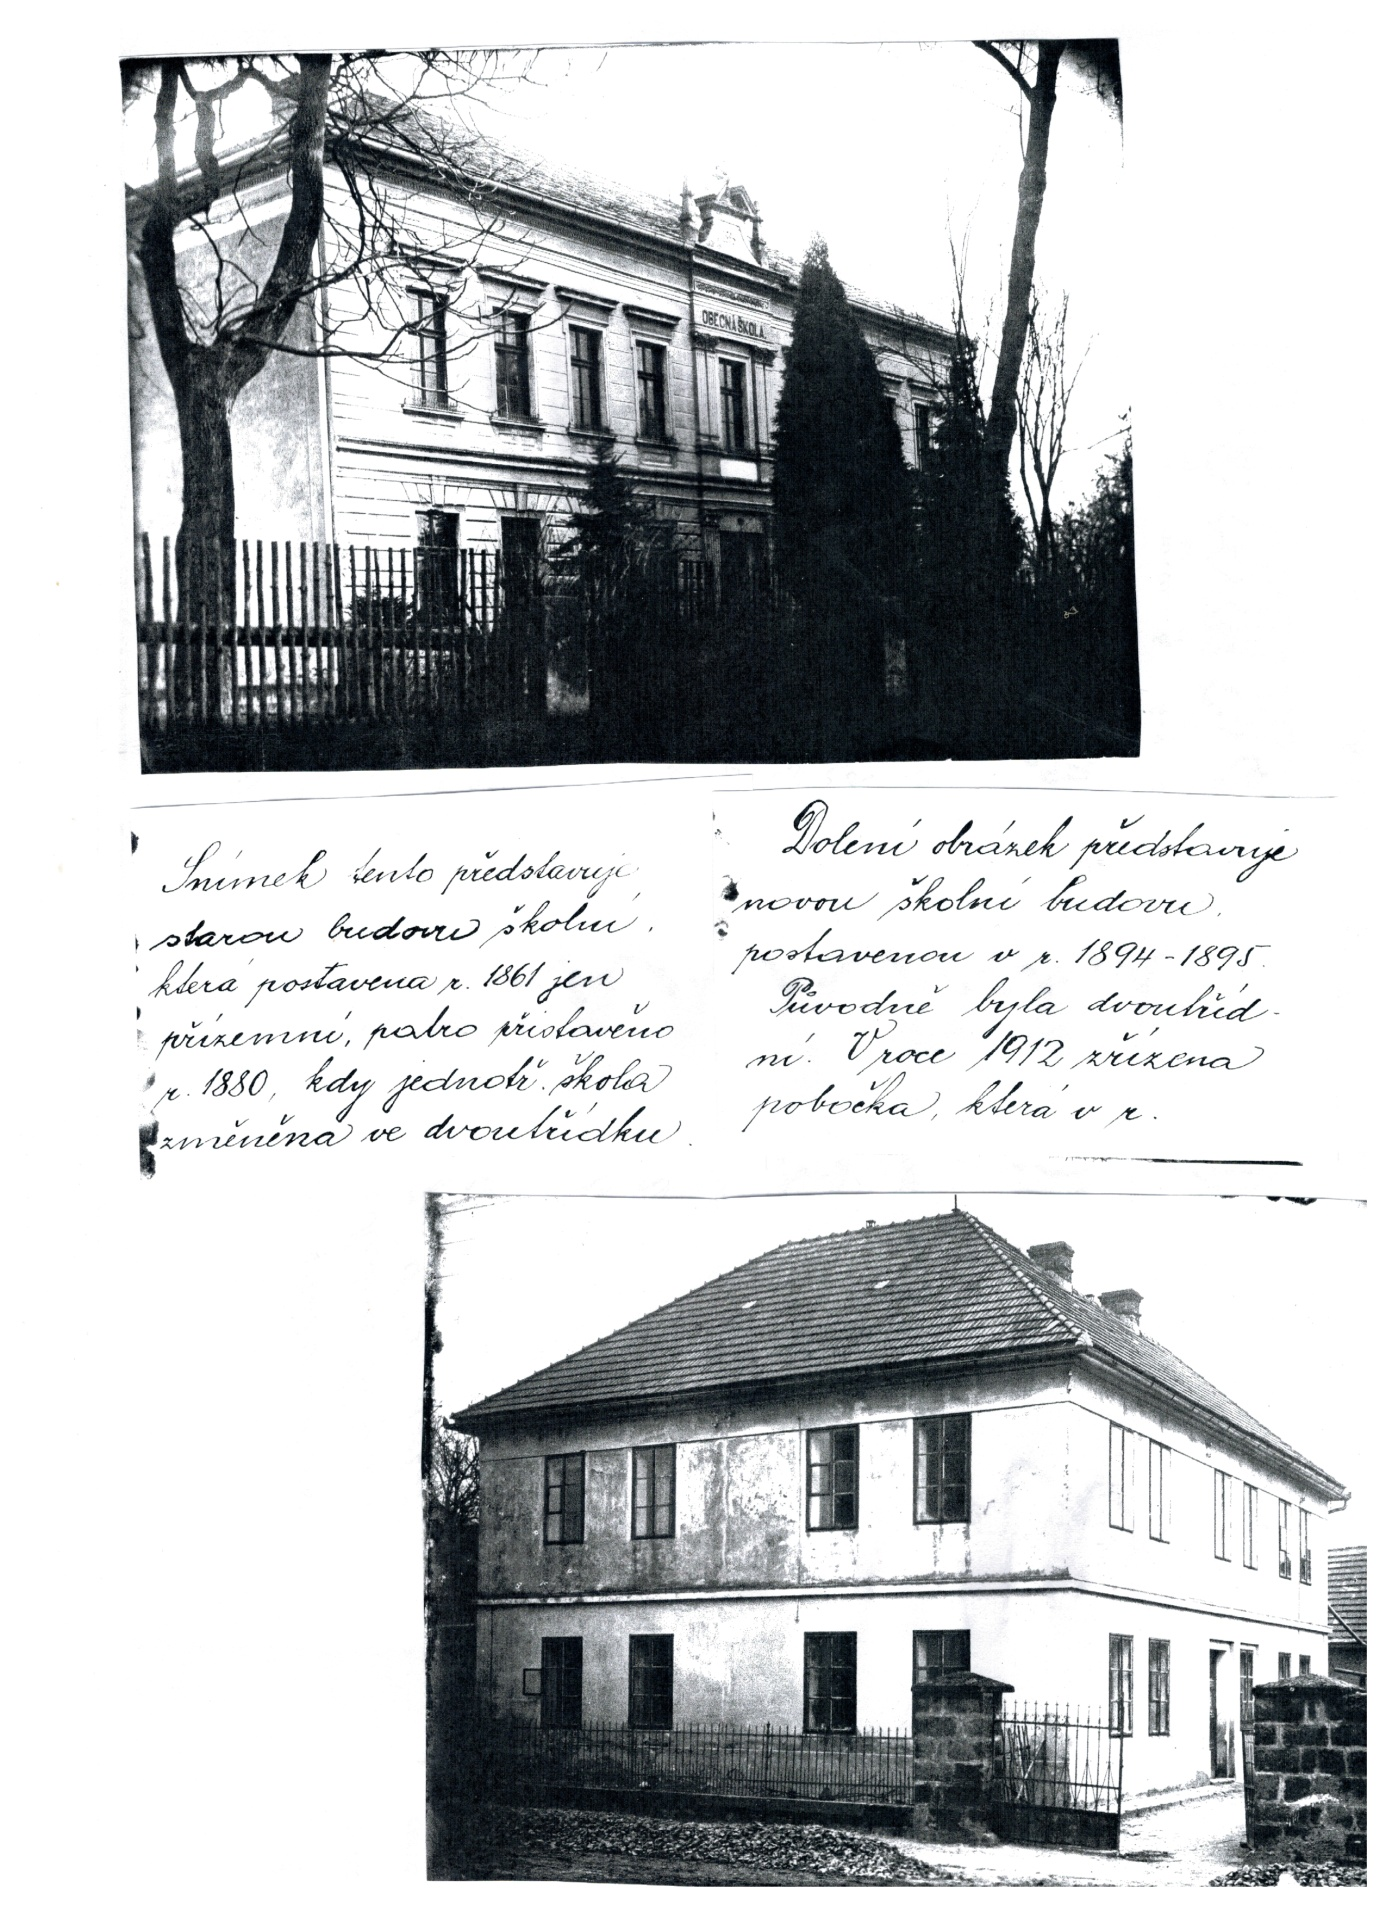 OBECNÁ ŠKOLA
Snímek tento představuje
starou budovu školní,
která postavena r. 1861 jen
přízemní, patro přistavěno
r. 1880, kdy jednotř. škola
změněna ve dvoutřídku.
Dolení obrázek představuje
novou školní budovu,
postavenou v r. 1894-1895.
Původně byla dvoutříd-
ní. V roce 1912 zřízena
pobočka, která v r.